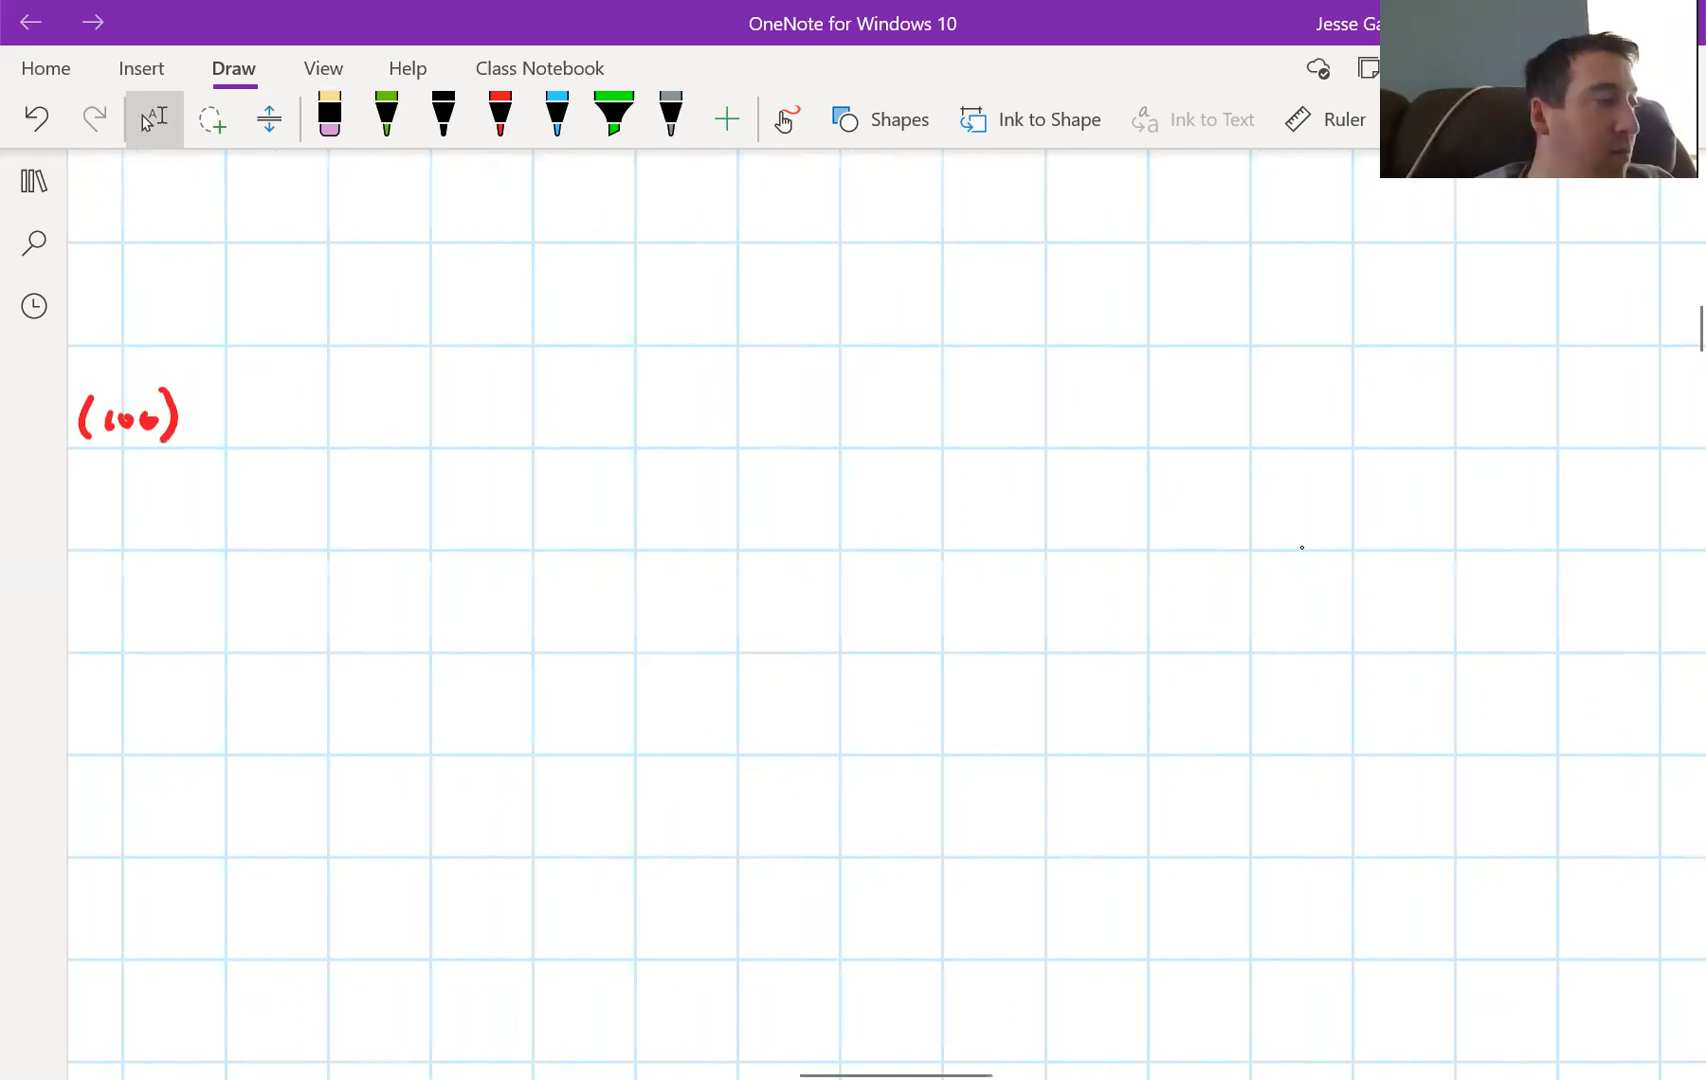 OneNote for Windows 10
Jesse Ga
Home Insert Draw View Help Class Notebook
Shapes Ink to Shape Ink to Text Ruler
(100)